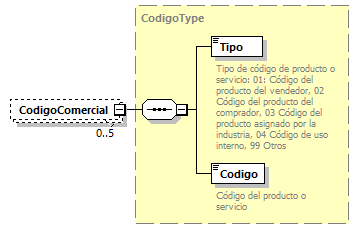 CodigoType
Tipo
Tipo de código de producto o
servicio: 01: Código del
producto del vendedor, 02
Código del producto del
comprador, 03 Código del
producto asignado por la
industria, 04 Código de uso
interno, 99 Otros
CodigoComercial
0..5
Codigo
Código del producto o
servicio